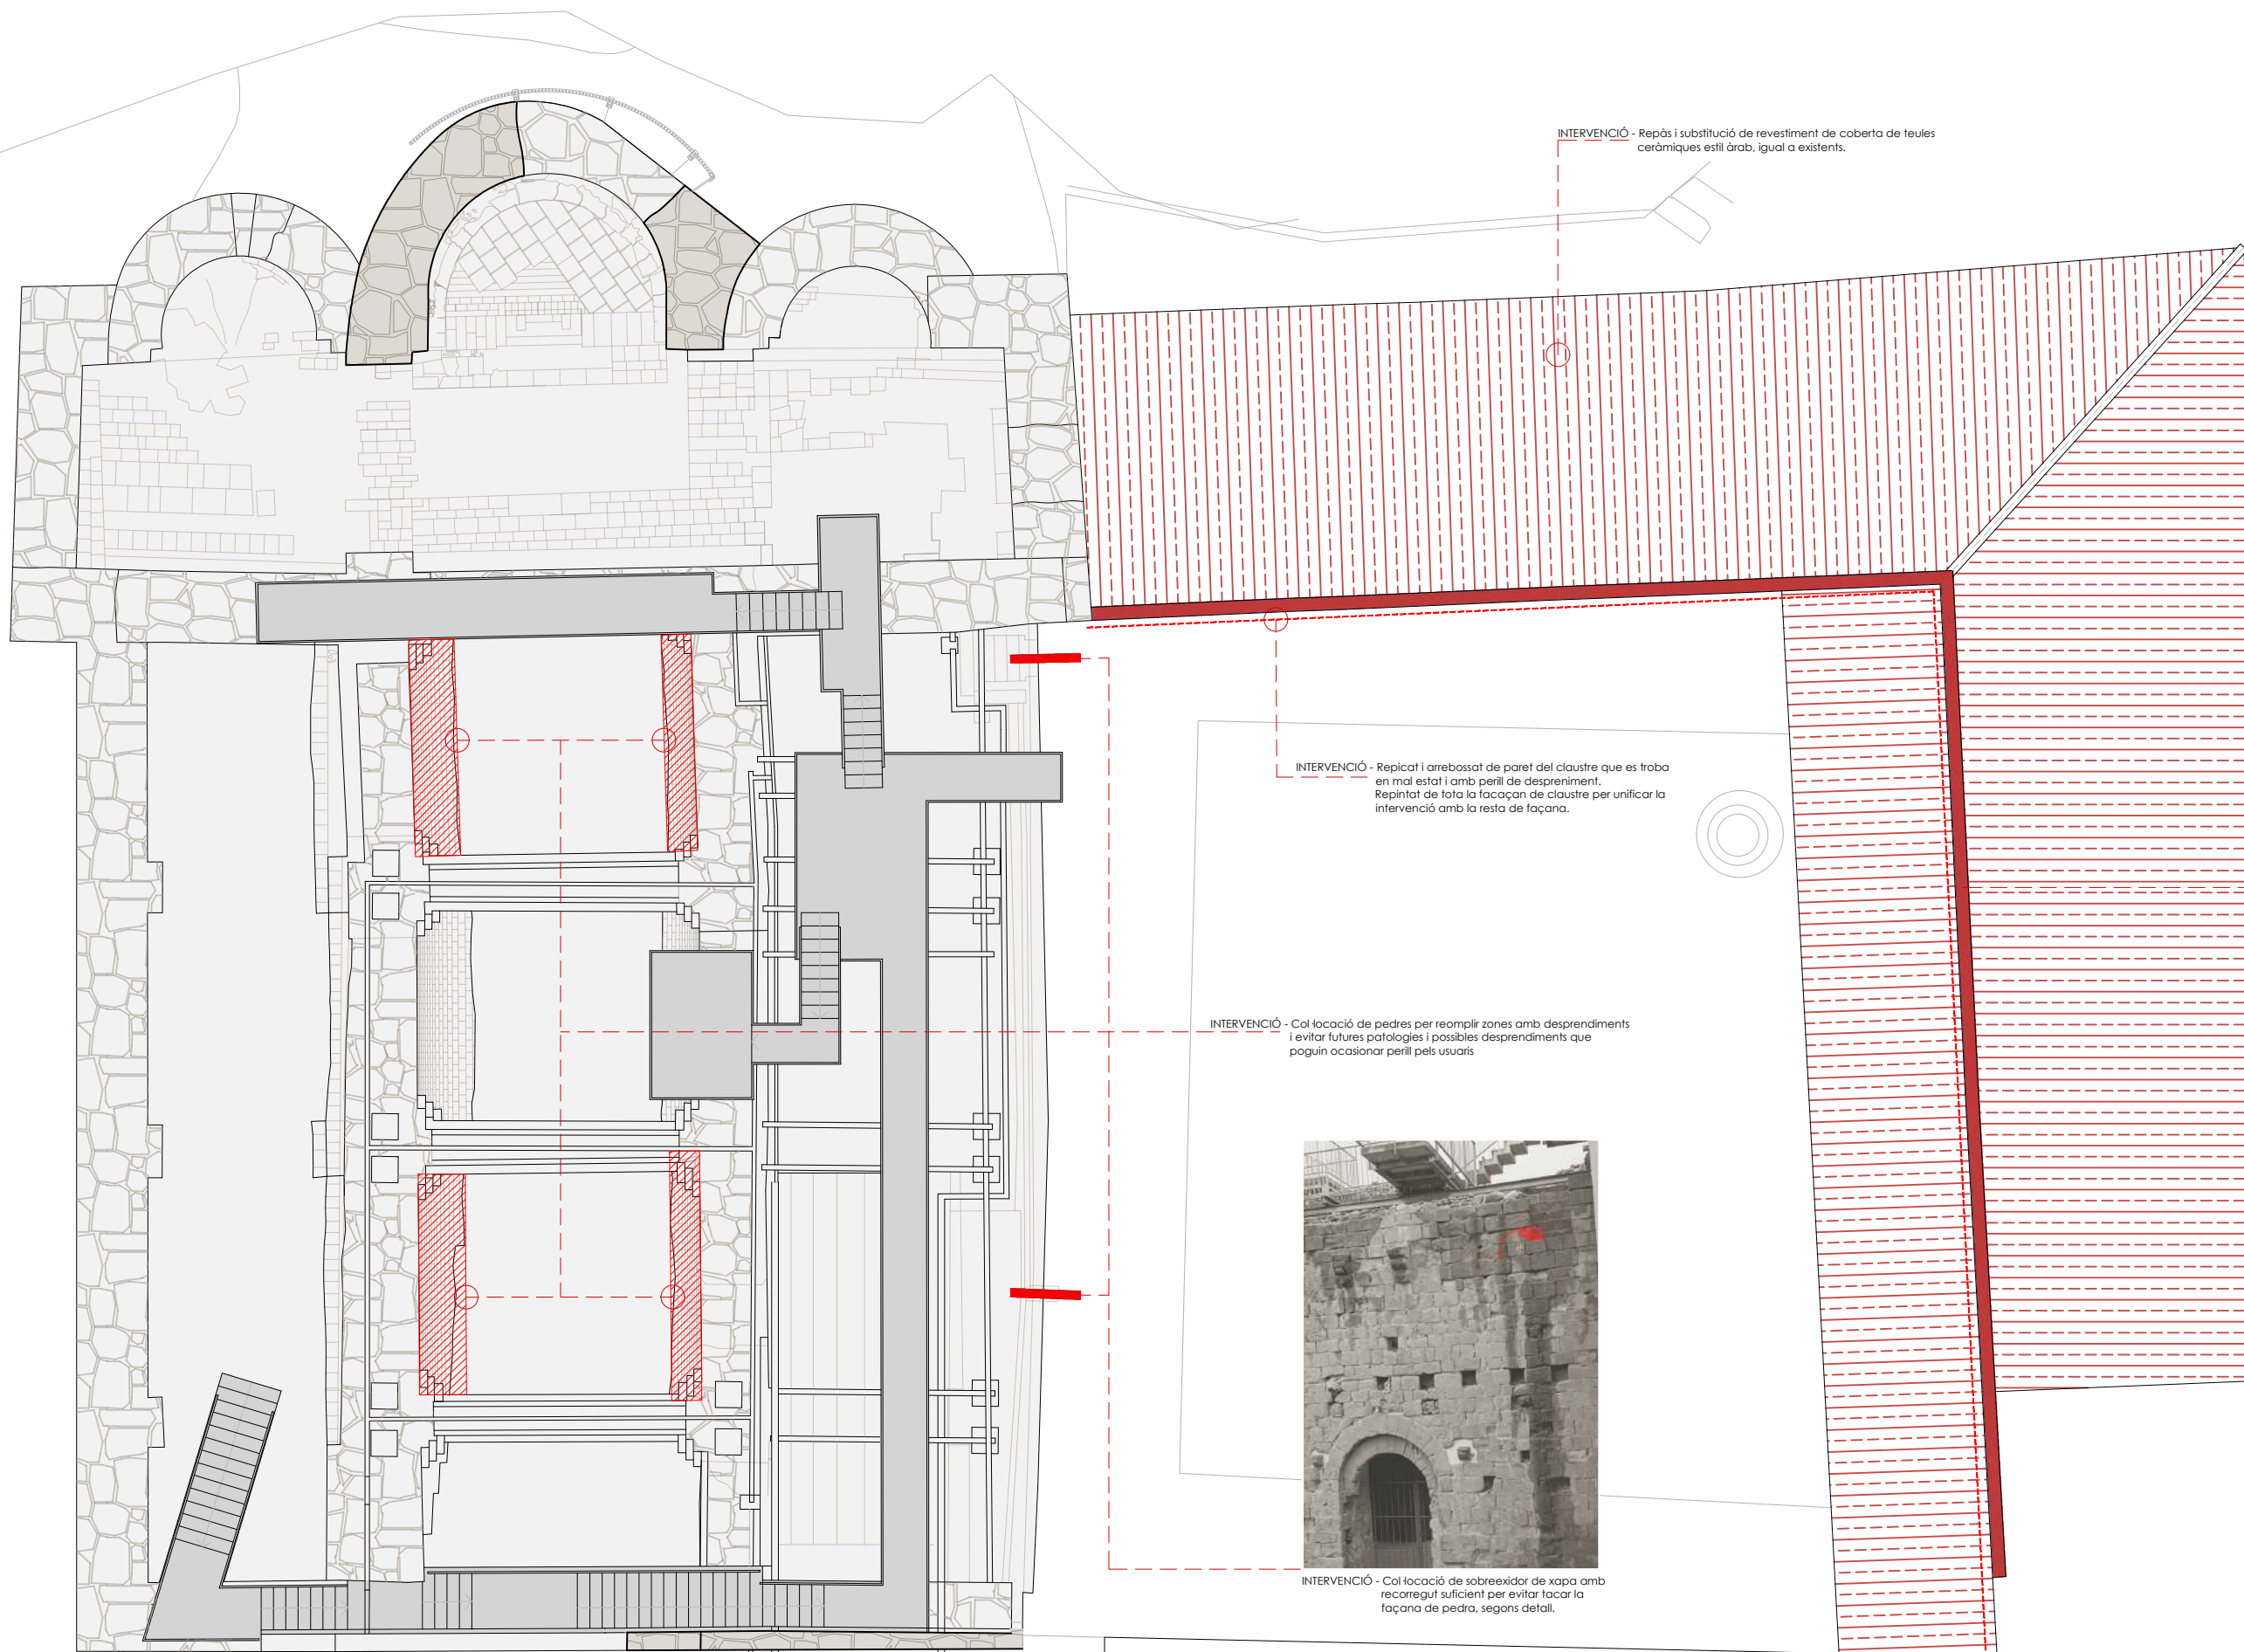 INTERVENCIÓ - Repàs i substitució de revestiment de coberta de teules
ceràmiques estil àrab, igual a existents.
INTERVENCIÓ - Repicat i arrebossat de paret del claustre que es troba
en mal estat i amb perill de despreniment.
Repintat de tota la facaçan de claustre per unificar la
intervenció amb la resta de façana.
INTERVENCIÓ - Col·locació de pedres per reomplir zones amb desprendiments
i evitar futures patologies i possibles desprendiments que
poguin ocasionar perill pels usuaris
INTERVENCIÓ - Col·locació de sobreexidor de xapa amb
recorregut suficient per evitar tacar la
façana de pedra, segons detall.